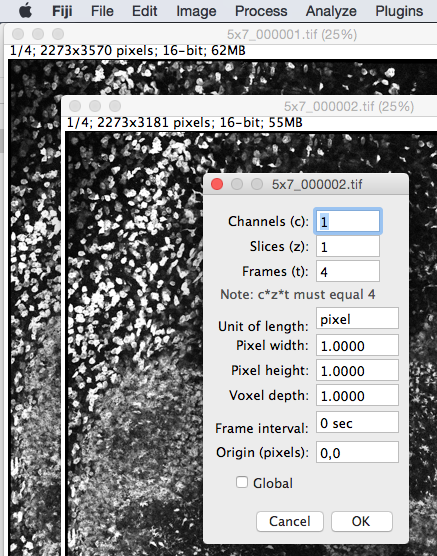 Fiji File Edit Image Process Analyze Plugins
5x7_000001.tif (25%)
1/4; 2273x3570 pixels; 16-bit; 62MB
5x7_000002.tif (25%)
1/4; 2273x3181 pixels; 16-bit; 55MB
5x7_000002.tif
Channels (c): 1
Slices (z): 1
Frames (t): 4
Note: c*z*t must equal 4
Unit of length: pixel
Pixel width: 1.0000
Pixel height: 1.0000
Voxel depth: 1.0000
Frame interval: 0 sec
Origin (pixels): 0,0
Global
Cancel OK